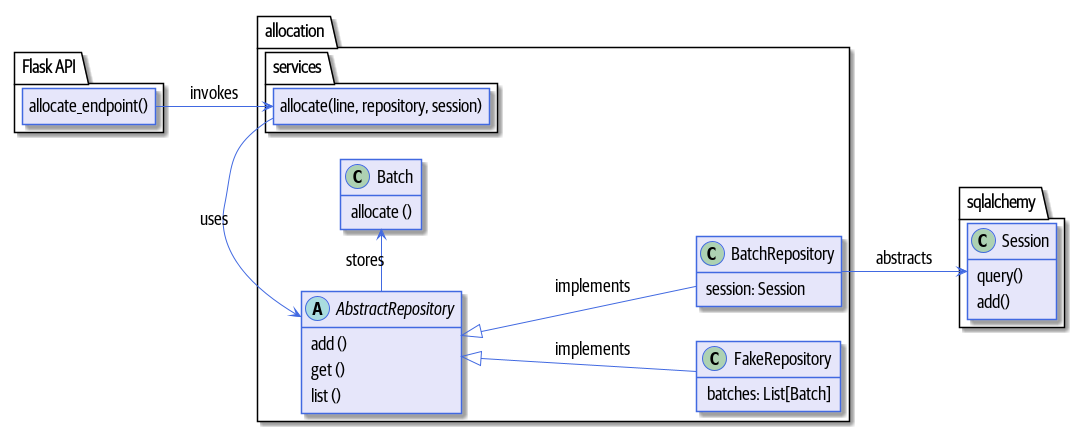 allocation
Flask API
services
allocate_endpoint()
invokes
allocate(line, repository, session)
uses
C Batch
allocate ()
stores
A AbstractRepository
add ()
get ()
list ()
implements
implements
C BatchRepository
session: Session
C FakeRepository
batches: List[Batch]
abstracts
sqlalchemy
C Session
query()
add()